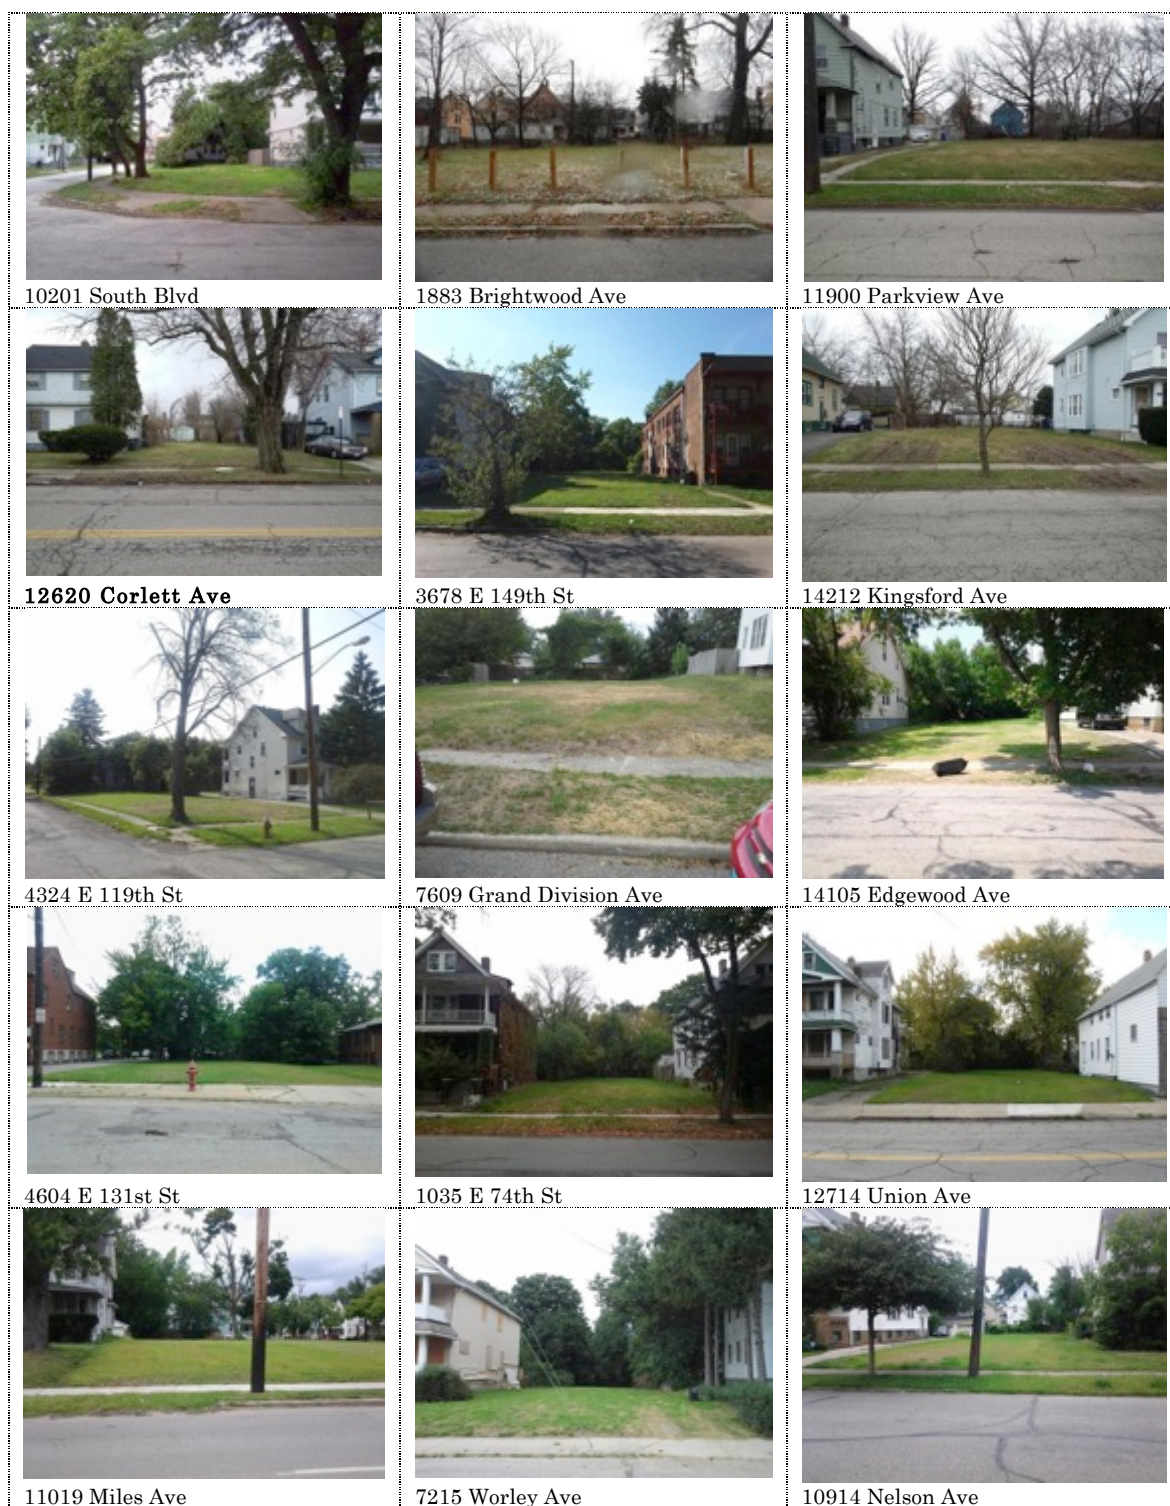 10201 South Blvd
1883 Brightwood Ave
11900 Parkview Ave
12620 Corlett Ave
3678 E 149th St
14212 Kingsford Ave
4324 E 119th St
7609 Grand Division Ave
14105 Edgewood Ave
4604 E 131st St
1035 E 74th St
12714 Union Ave
11019 Miles Ave
7215 Worley Ave
10914 Nelson Ave